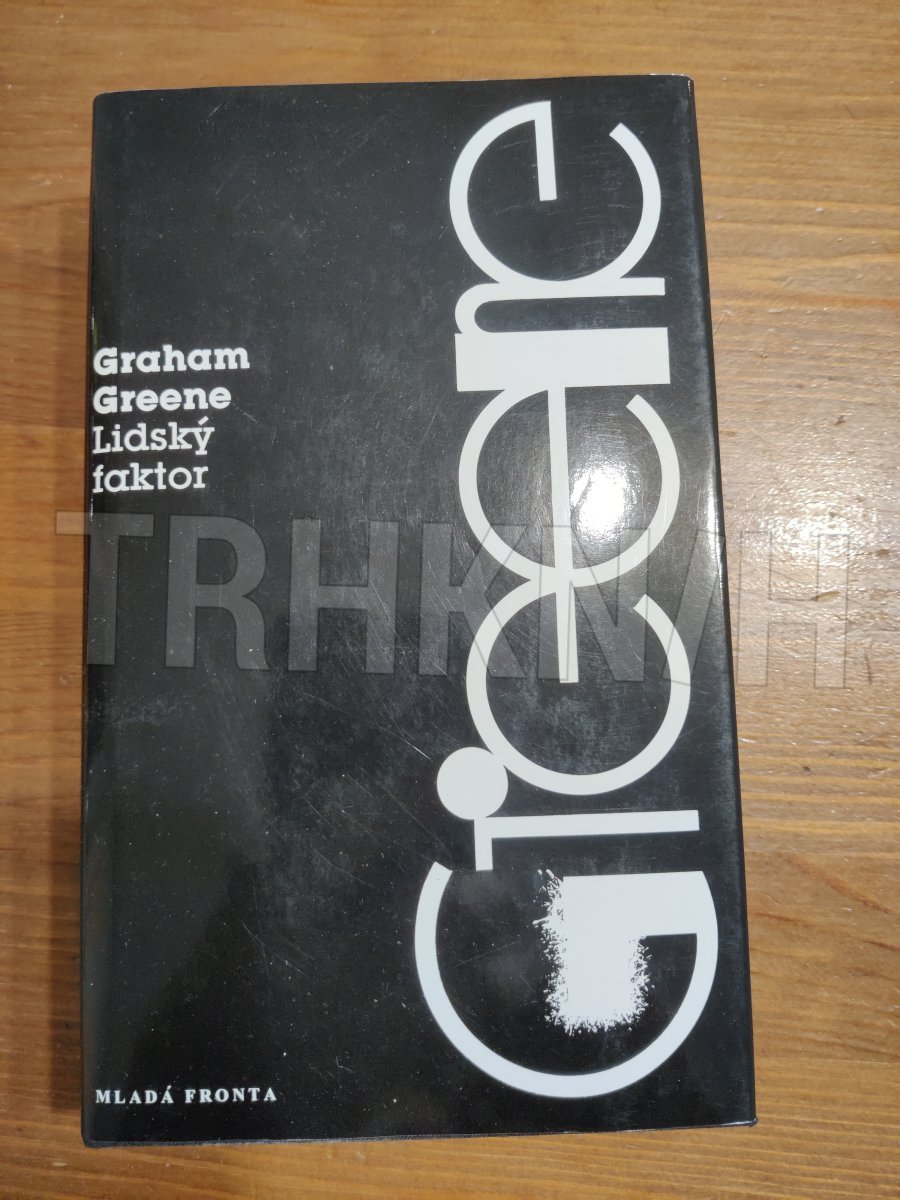 Graham
Greene
Lidský
faktor
Greene
MLADÁ FRONTA
TRHKNIH